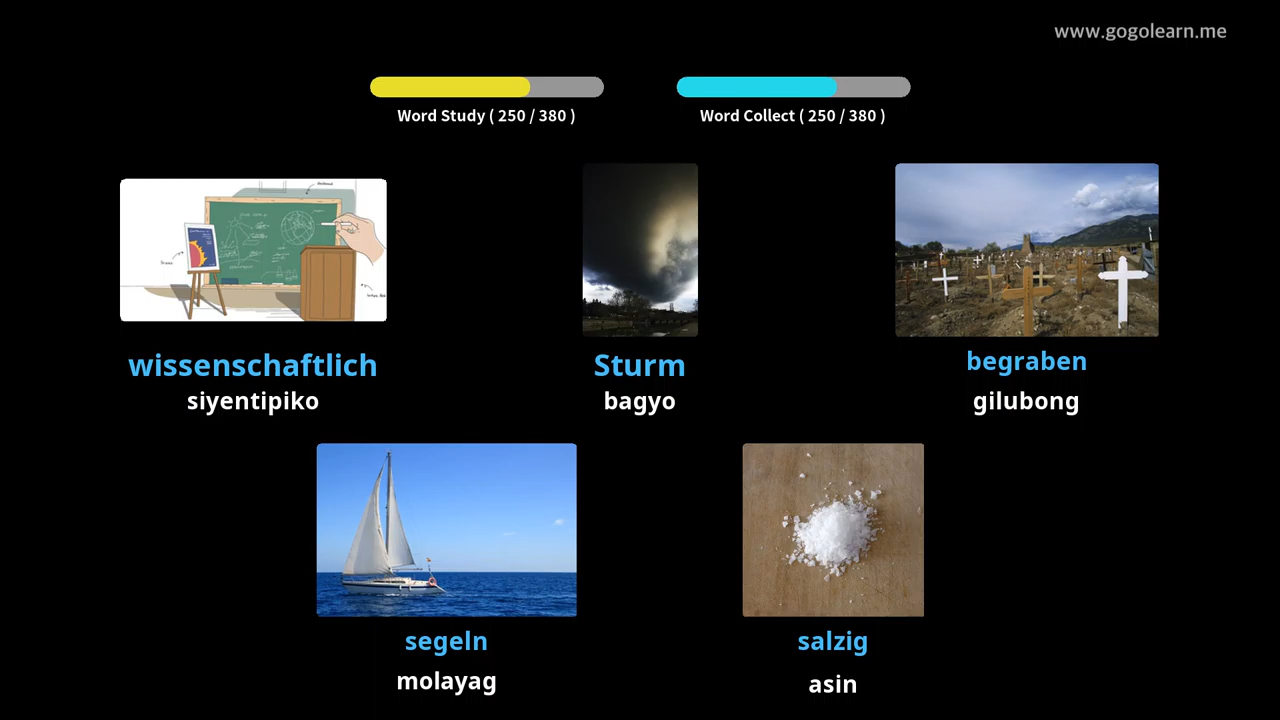 www.gogolearn.me
Word Study ( 250 / 380 )
Word Collect ( 250 / 380 )
wissenschaftlich
siyentipiko
Sturm
bagyo
begraben
gilubong
segeln
molayag
salzig
asin